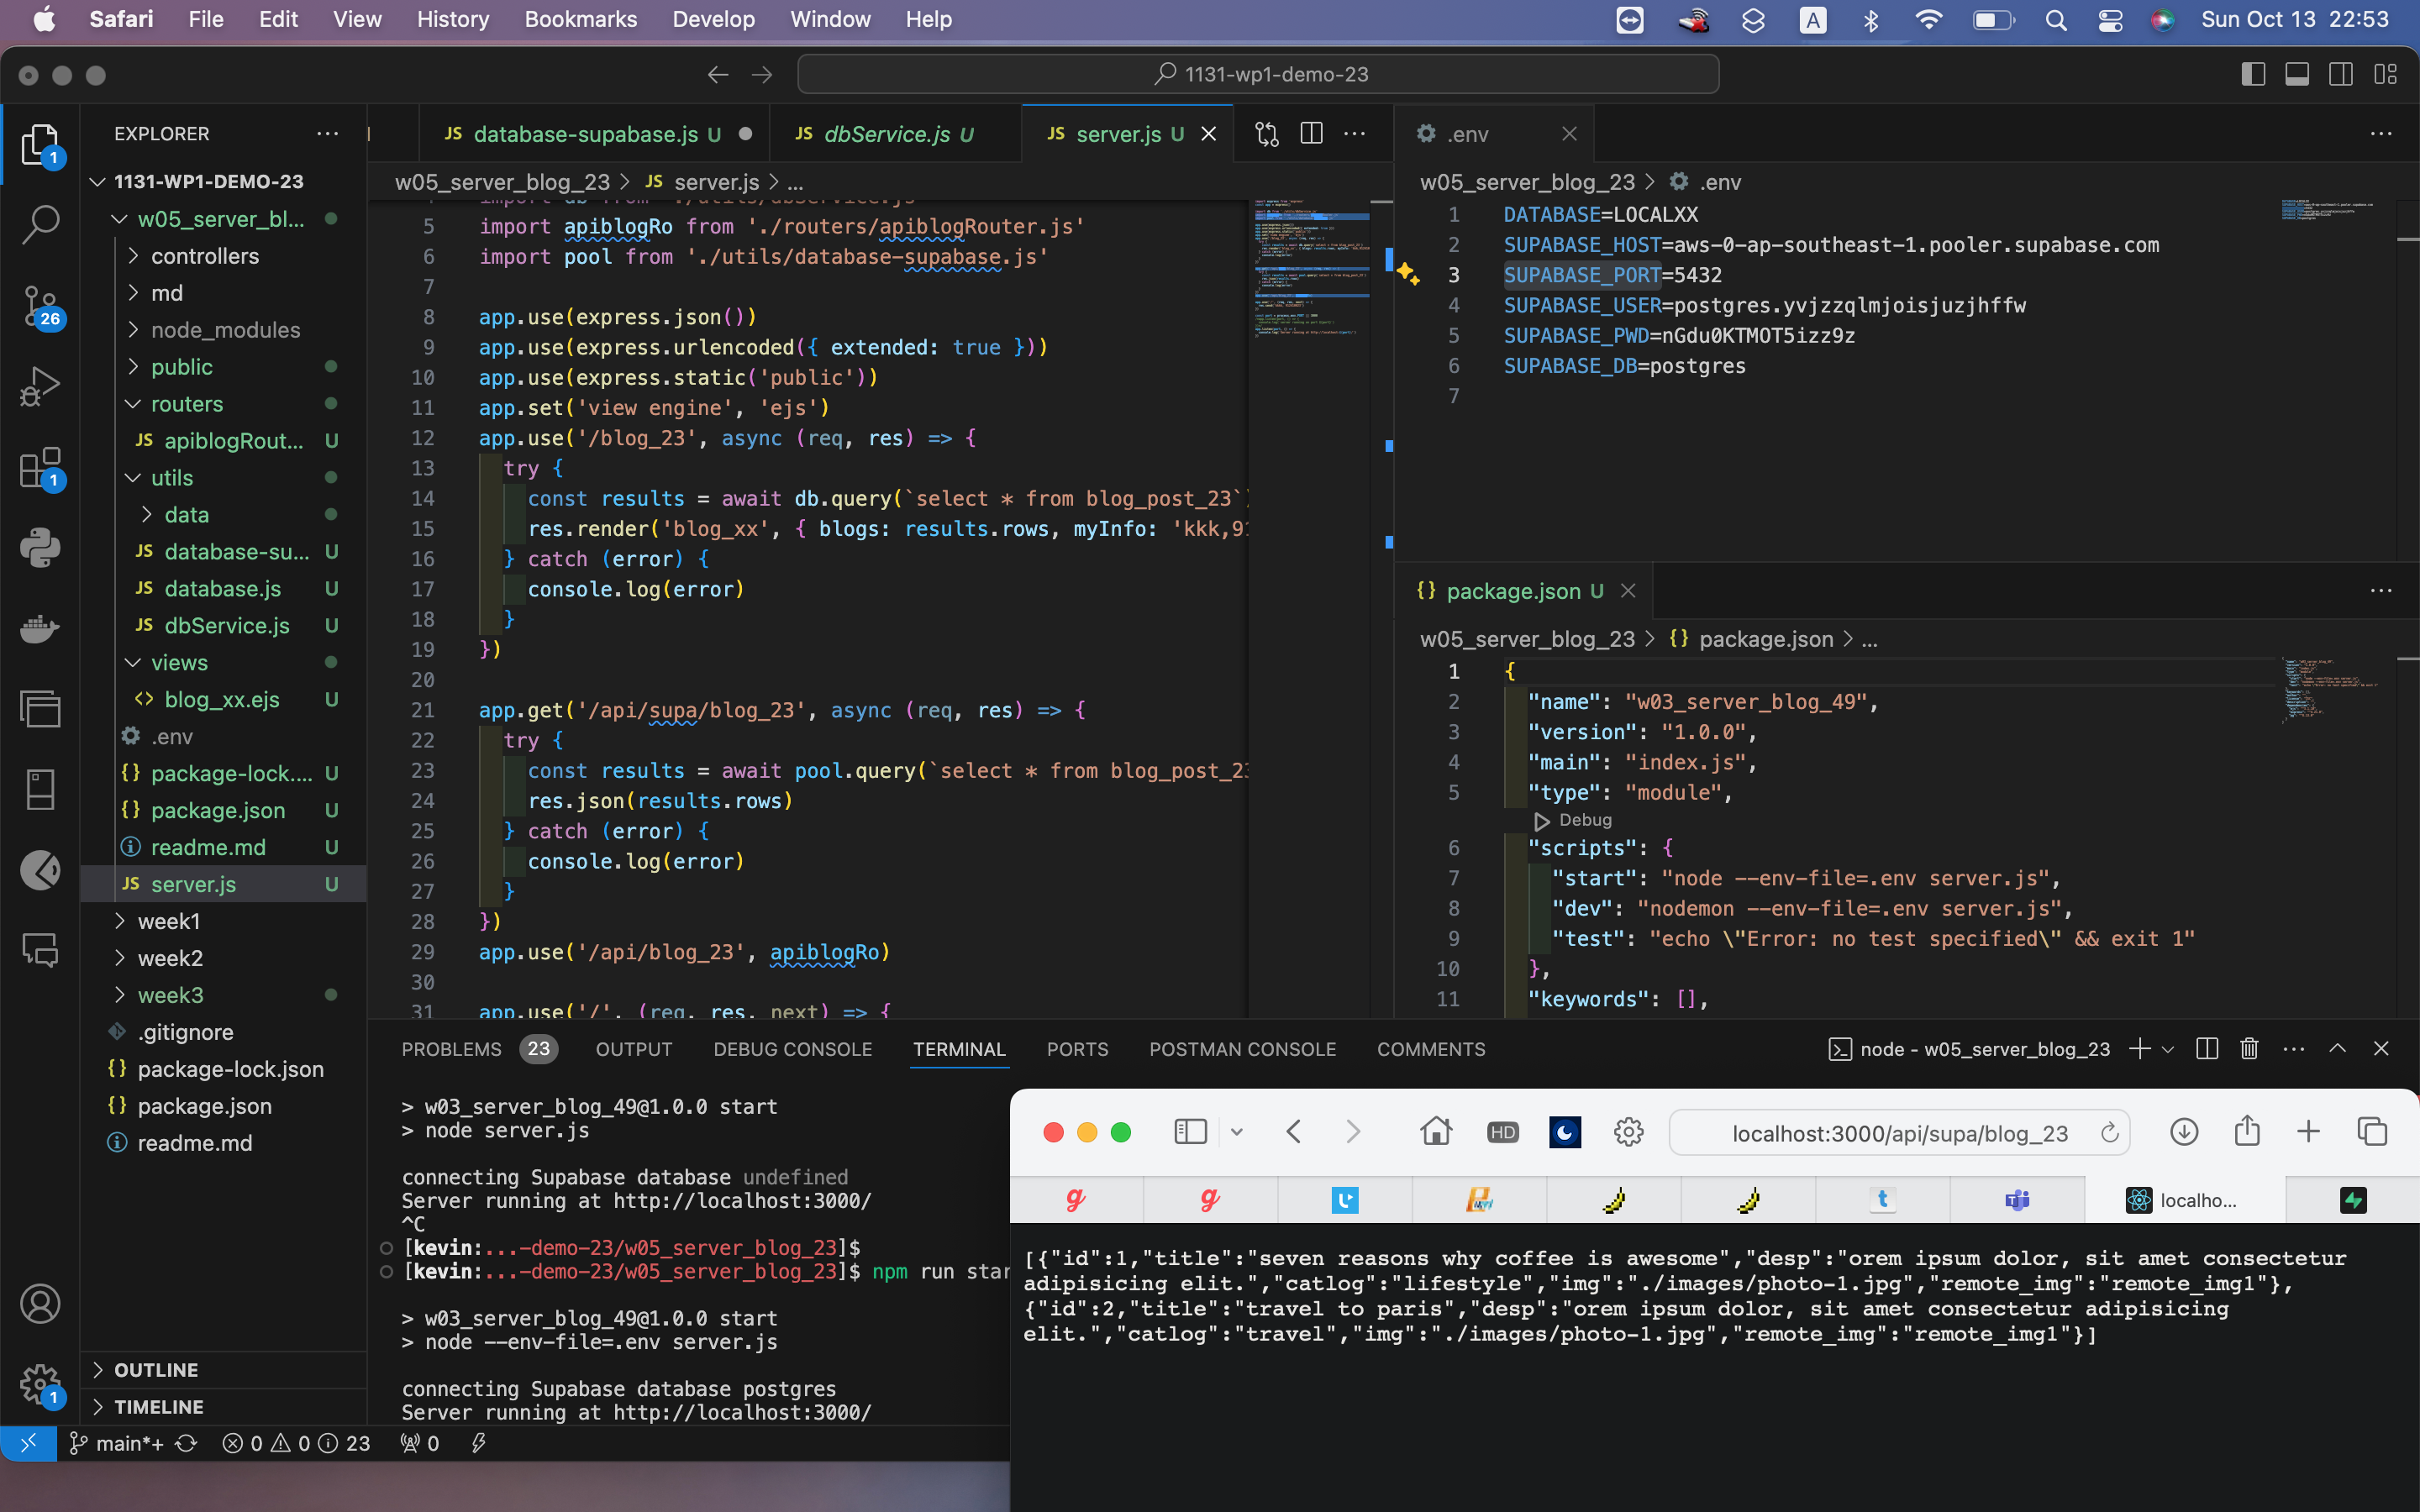 Safari File Edit View History Bookmarks Develop Window Help
A
Sun Oct 13 22:53
1131-wp1-demo-23
EXPLORER
1131-WP1-DEMO-23
w05_server_bl...
controllers
md
node_modules
public
routers
JS apiblogRout... U
utils
data
JS database-su... U
JS database.js U
JS dbService.js U
views
<> blog_xx.ejs U
.env
{} package-lock.... U
{} package.json U
readme.md U
JS server.js U
week1
week2
week3
.gitignore
{} package-lock.json
{} package.json
readme.md
OUTLINE
TIMELINE
1
26
1
1
JS database-supabase.js U
JS dbService.js U
JS server.js U
w05_server_blog_23 > JS server.js > ...
5 import apiblogRo from './routers/apiblogRouter.js'
6 import pool from './utils/database-supabase.js'
7
8 app.use(express.json())
9 app.use(express.urlencoded({ extended: true }))
10 app.use(express.static('public'))
11 app.set('view engine', 'ejs')
12 app.use('/blog_23', async (req, res) => {
13 try {
14 const results = await db.query(`select * from blog_post_23`)
15 res.render('blog_xx', { blogs: results.rows, myInfo: 'kkk,91
16 } catch (error) {
17 console.log(error)
18 }
19 })
20
21 app.get('/api/supa/blog_23', async (req, res) => {
22 try {
23 const results = await pool.query(`select * from blog_post_23
24 res.json(results.rows)
25 } catch (error) {
26 console.log(error)
27 }
28 })
29 app.use('/api/blog_23', apiblogRo)
30
31 app.use('/', (req, res, next) => {
.env
w05_server_blog_23 > .env
1 DATABASE=LOCALXX
2 SUPABASE_HOST=aws-0-ap-southeast-1.pooler.supabase.com
3 SUPABASE_PORT=5432
4 SUPABASE_USER=postgres.yvjzzqlmjoisjuzjhffw
5 SUPABASE_PWD=nGdu0KTMOT5izz9z
6 SUPABASE_DB=postgres
7
{} package.json U
w05_server_blog_23 > {} package.json > ...
1 {
2 "name": "w03_server_blog_49",
3 "version": "1.0.0",
4 "main": "index.js",
5 "type": "module",
Debug
6 "scripts": {
7 "start": "node --env-file=.env server.js",
8 "dev": "nodemon --env-file=.env server.js",
9 "test": "echo \"Error: no test specified\" && exit 1"
10 },
11 "keywords": [],
PROBLEMS 23 OUTPUT DEBUG CONSOLE TERMINAL PORTS POSTMAN CONSOLE COMMENTS
node - w05_server_blog_23
> w03_server_blog_49@1.0.0 start
> node server.js
connecting Supabase database undefined
Server running at http://localhost:3000/
^C
[kevin:...-demo-23/w05_server_blog_23]$
[kevin:...-demo-23/w05_server_blog_23]$ npm run star
> w03_server_blog_49@1.0.0 start
> node --env-file=.env server.js
connecting Supabase database postgres
Server running at http://localhost:3000/
main*+ 0 0 23 0
HD
localhost:3000/api/supa/blog_23
localho...
[{"id":1,"title":"seven reasons why coffee is awesome","desp":"orem ipsum dolor, sit amet consectetur
adipisicing elit.","catlog":"lifestyle","img":"./images/photo-1.jpg","remote_img":"remote_img1"},
{"id":2,"title":"travel to paris","desp":"orem ipsum dolor, sit amet consectetur adipisicing
elit.","catlog":"travel","img":"./images/photo-1.jpg","remote_img":"remote_img1"}]